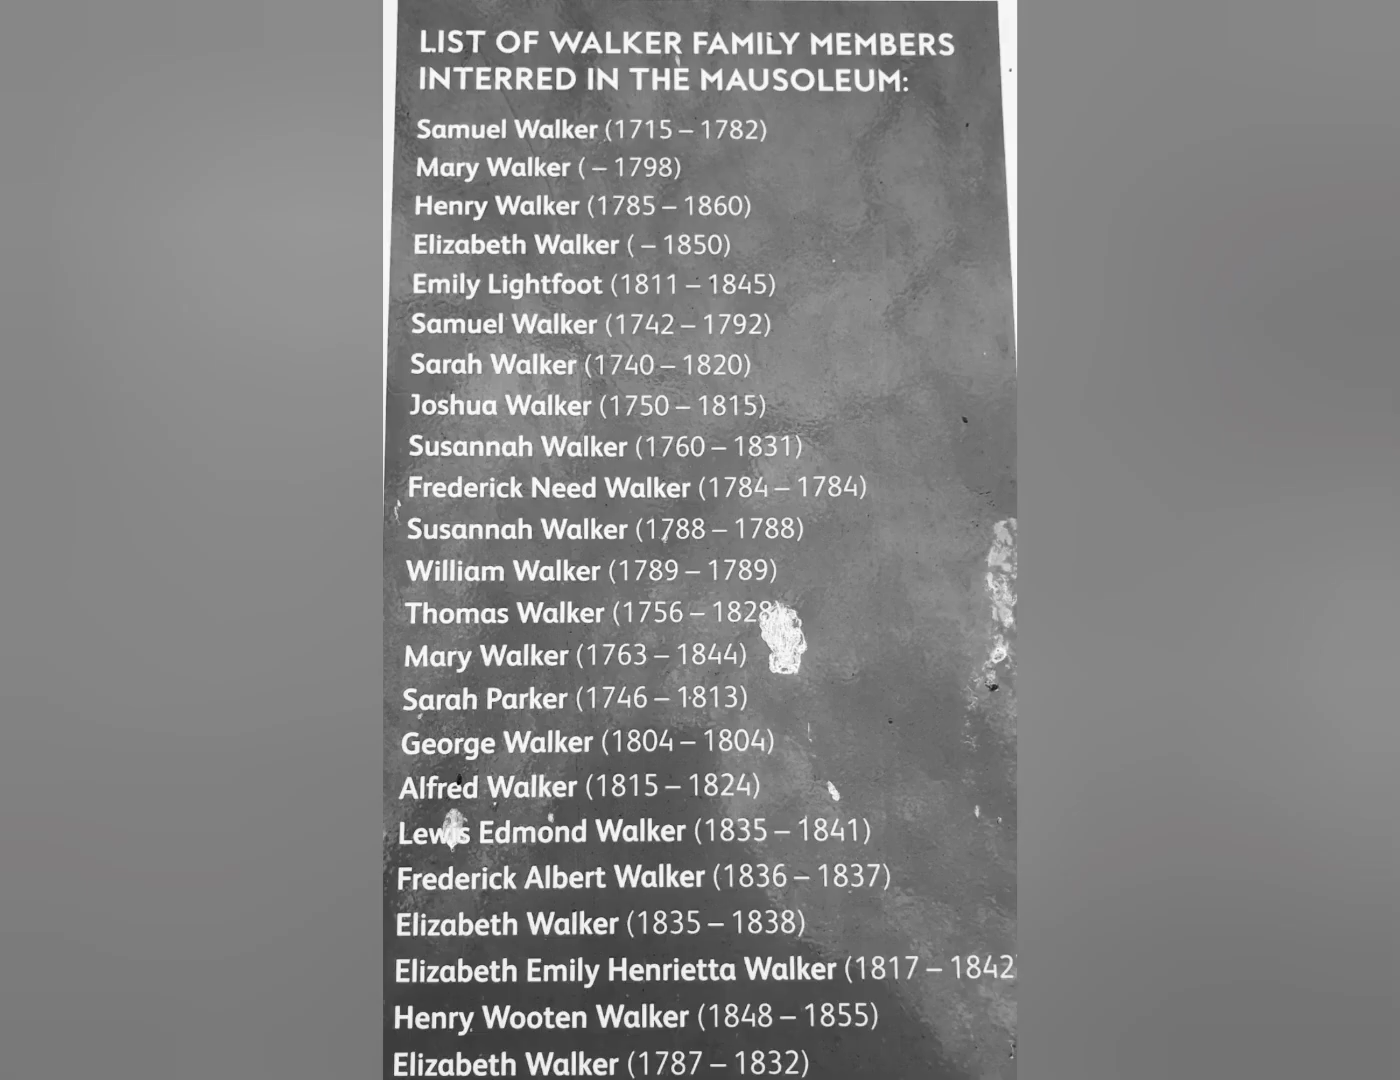 LIST OF WALKER FAMILY MEMBERS
INTERRED IN THE MAUSOLEUM:
Samuel Walker (1715 – 1782)
Mary Walker ( – 1798)
Henry Walker (1785 – 1860)
Elizabeth Walker ( – 1850)
Emily Lightfoot (1811 – 1845)
Samuel Walker (1742 – 1792)
Sarah Walker (1740 – 1820)
Joshua Walker (1750 – 1815)
Susannah Walker (1760 – 1831)
Frederick Need Walker (1784 – 1784)
Susannah Walker (1788 – 1788)
William Walker (1789 – 1789)
Thomas Walker (1756 – 1828)
Mary Walker (1763 – 1844)
Sarah Parker (1746 – 1813)
George Walker (1804 – 1804)
Alfred Walker (1815 – 1824)
Lewis Edmond Walker (1835 – 1841)
Frederick Albert Walker (1836 – 1837)
Elizabeth Walker (1835 – 1838)
Elizabeth Emily Henrietta Walker (1817 – 1842
Henry Wooten Walker (1848 – 1855)
Elizabeth Walker (1787 – 1832)